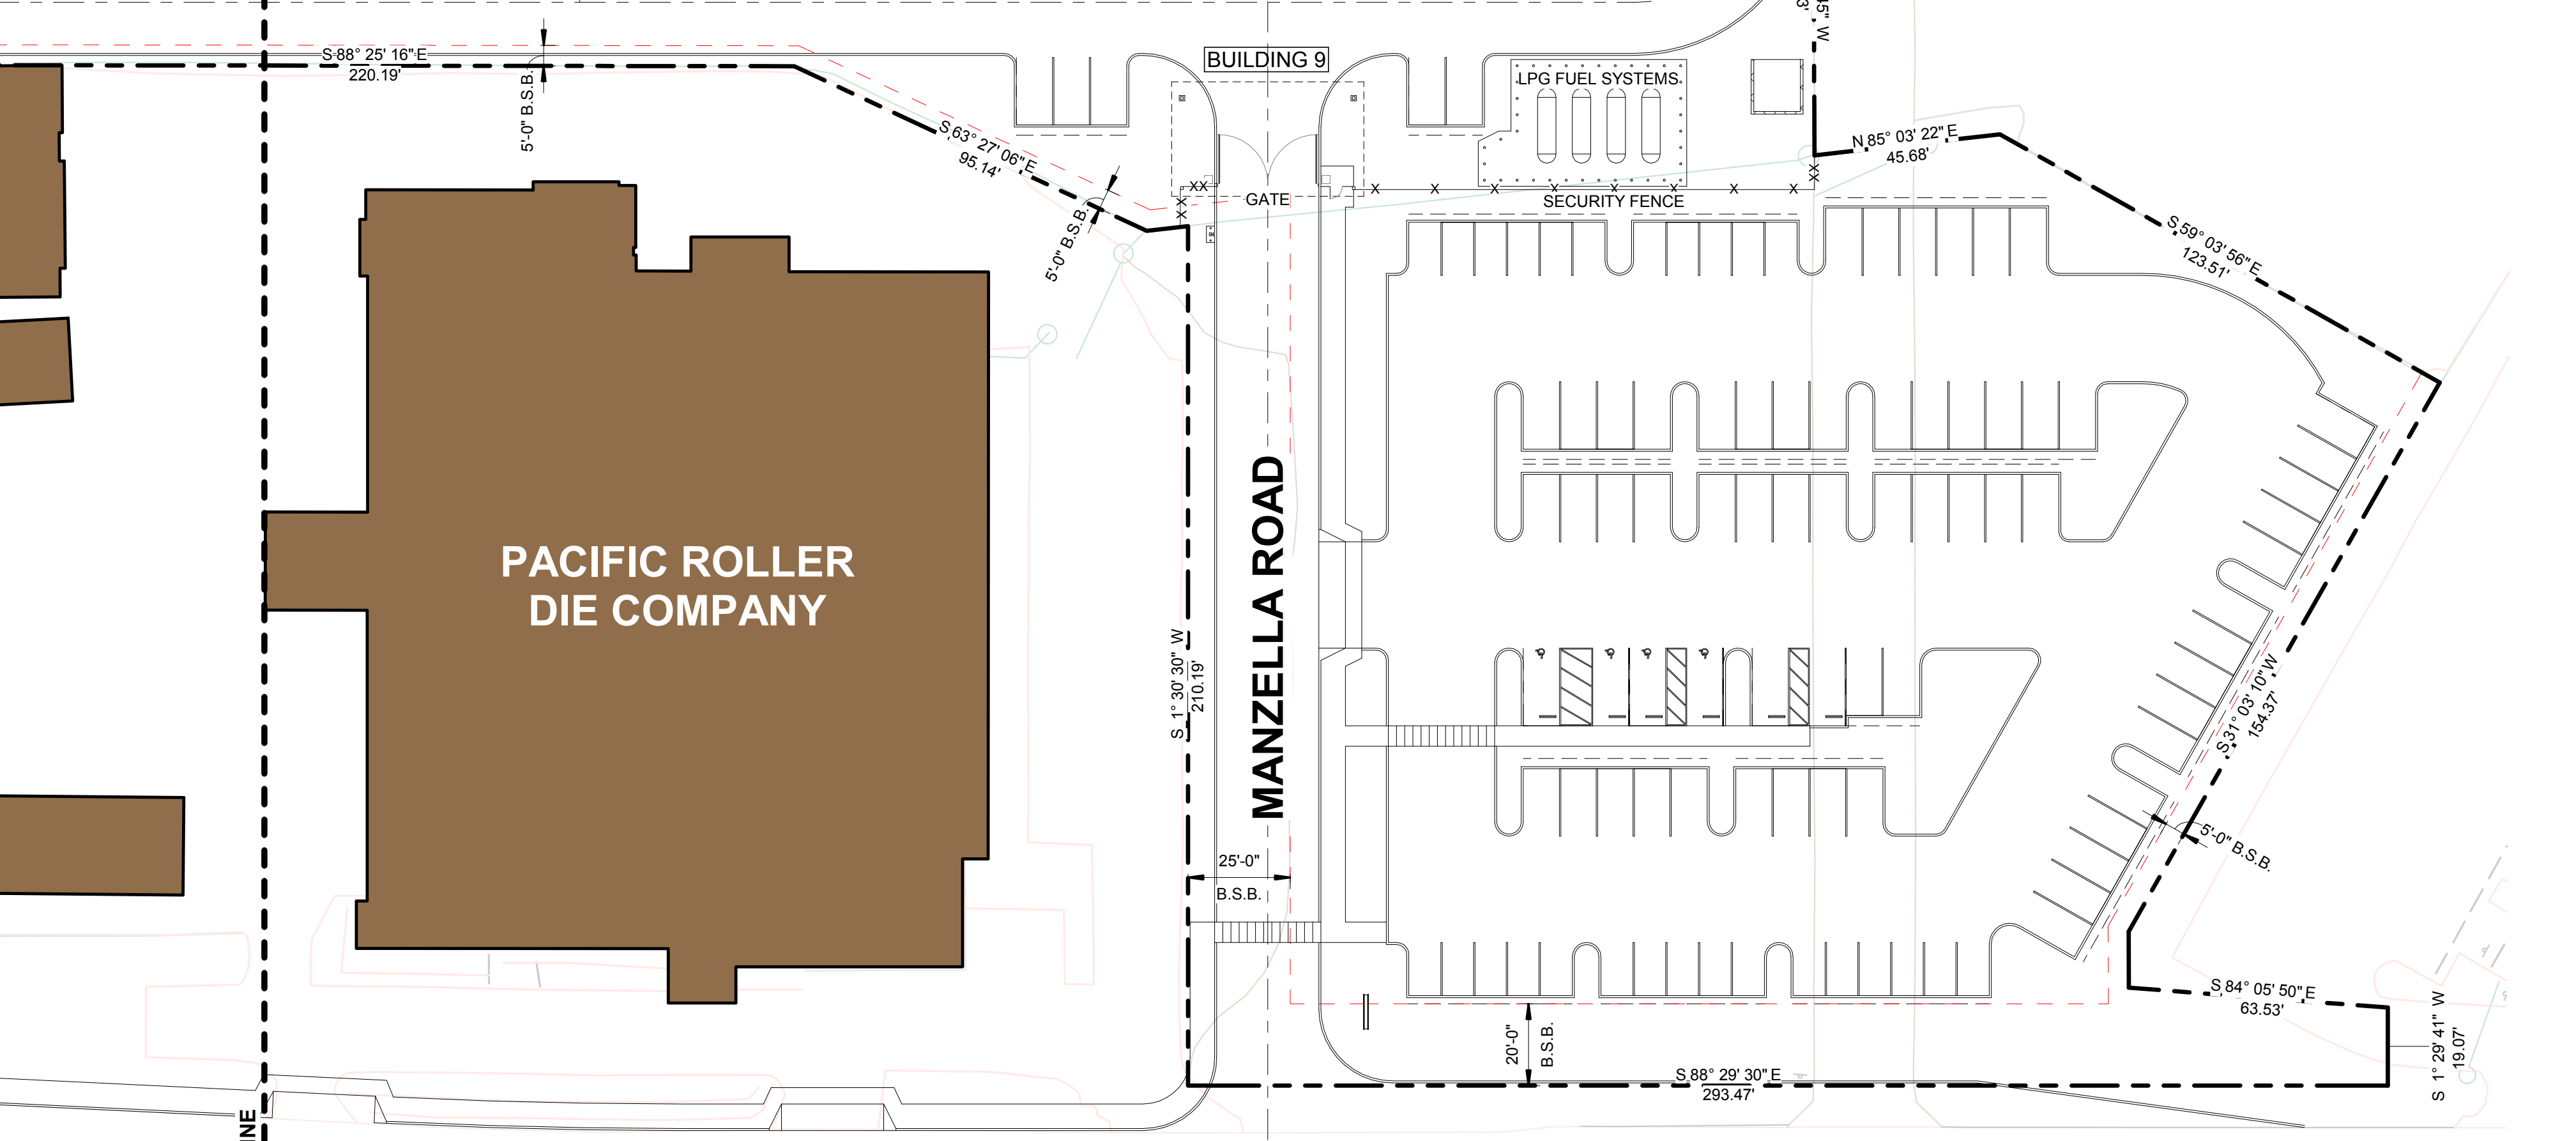 45" W
3'
S 88° 25' 16" E
220.19'
5'-0" B.S.B.
BUILDING 9
LPG FUEL SYSTEMS
S 63° 27' 06" E
95.14'
5'-0" B.S.B.
GATE
SECURITY FENCE
N 85° 03' 22" E
45.68'
S 59° 03' 56" E
123.51'
PACIFIC ROLLER
DIE COMPANY
S 1° 30' 30" W
210.19'
MANZELLA ROAD
25'-0"
B.S.B.
S 31° 03' 10" W
154.37'
5'-0" B.S.B.
20'-0"
B.S.B.
S 84° 05' 50" E
63.53'
S 1° 29' 41" W
19.07'
S 88° 29' 30" E
293.47'